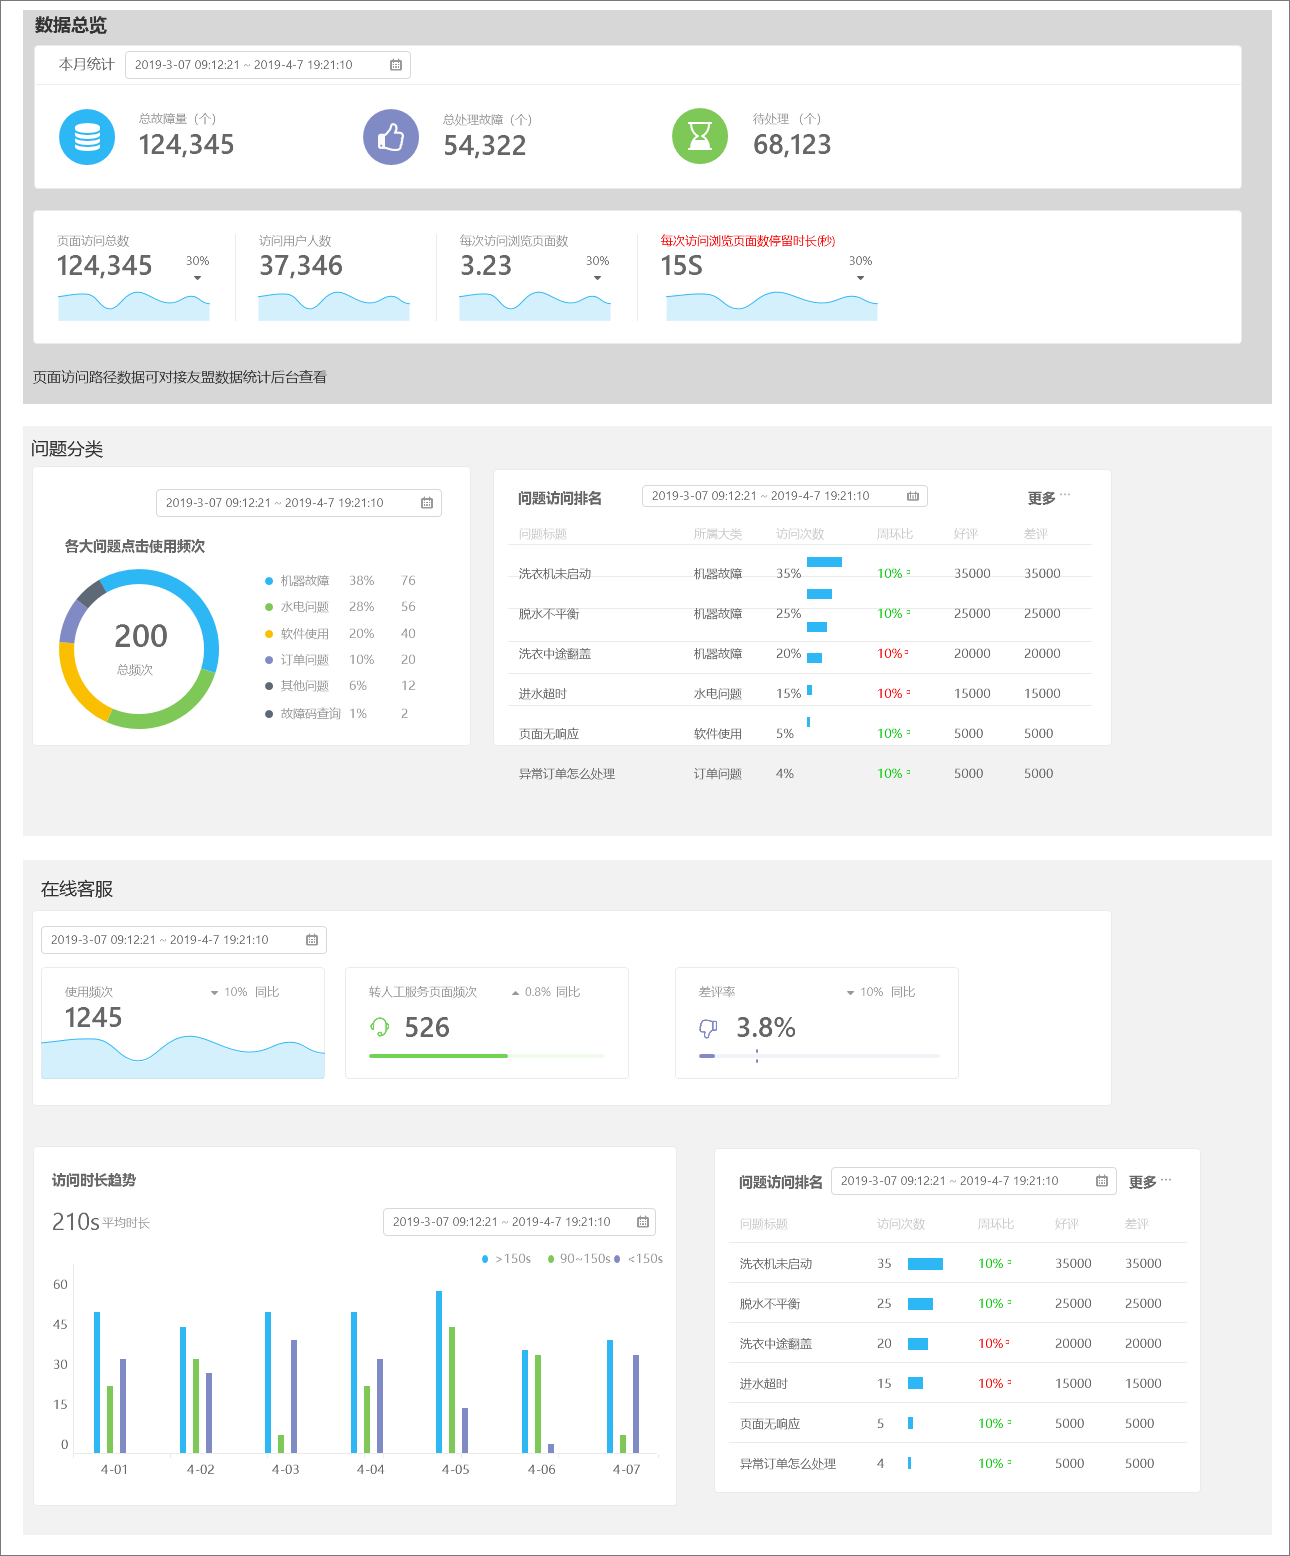 数据总览
本月统计 2019-3-07 09:12:21 ~ 2019-4-7 19:21:10
总故障量（个） 总处理故障（个） 待处理 （个）
124,345 54,322 68,123
页面访问总数 访问用户人数 每次访问浏览页面数 每次访问浏览页面数停留时长(秒)
124,345 30% 37,346 3.23 30% 15S 30%
页面访问路径数据可对接友盟数据统计后台查看
问题分类
2019-3-07 09:12:21 ~ 2019-4-7 19:21:10
各大问题点击使用频次
200
总频次
机器故障 38% 76
水电问题 28% 56
软件使用 20% 40
订单问题 10% 20
其他问题 6% 12
故障码查询 1% 2
问题访问排名 2019-3-07 09:12:21 ~ 2019-4-7 19:21:10 更多 ···
问题标题 所属大类 访问次数 周环比 好评 差评
洗衣机未启动 机器故障 35% 10% 35000 35000
脱水不平衡 机器故障 25% 10% 25000 25000
洗衣中途翻盖 机器故障 20% 10% 20000 20000
进水超时 水电问题 15% 10% 15000 15000
页面无响应 软件使用 5% 10% 5000 5000
异常订单怎么处理 订单问题 4% 10% 5000 5000
在线客服
2019-3-07 09:12:21 ~ 2019-4-7 19:21:10
使用频次 10% 同比
1245
转人工服务页面频次 0.8% 同比
526
差评率 10% 同比
3.8%
访问时长趋势
210s 平均时长 2019-3-07 09:12:21 ~ 2019-4-7 19:21:10
>150s 90~150s <150s
60
45
30
15
0
4-01 4-02 4-03 4-04 4-05 4-06 4-07
问题访问排名 2019-3-07 09:12:21 ~ 2019-4-7 19:21:10 更多 ···
问题标题 访问次数 周环比 好评 差评
洗衣机未启动 35 10% 35000 35000
脱水不平衡 25 10% 25000 25000
洗衣中途翻盖 20 10% 20000 20000
进水超时 15 10% 15000 15000
页面无响应 5 10% 5000 5000
异常订单怎么处理 4 10% 5000 5000